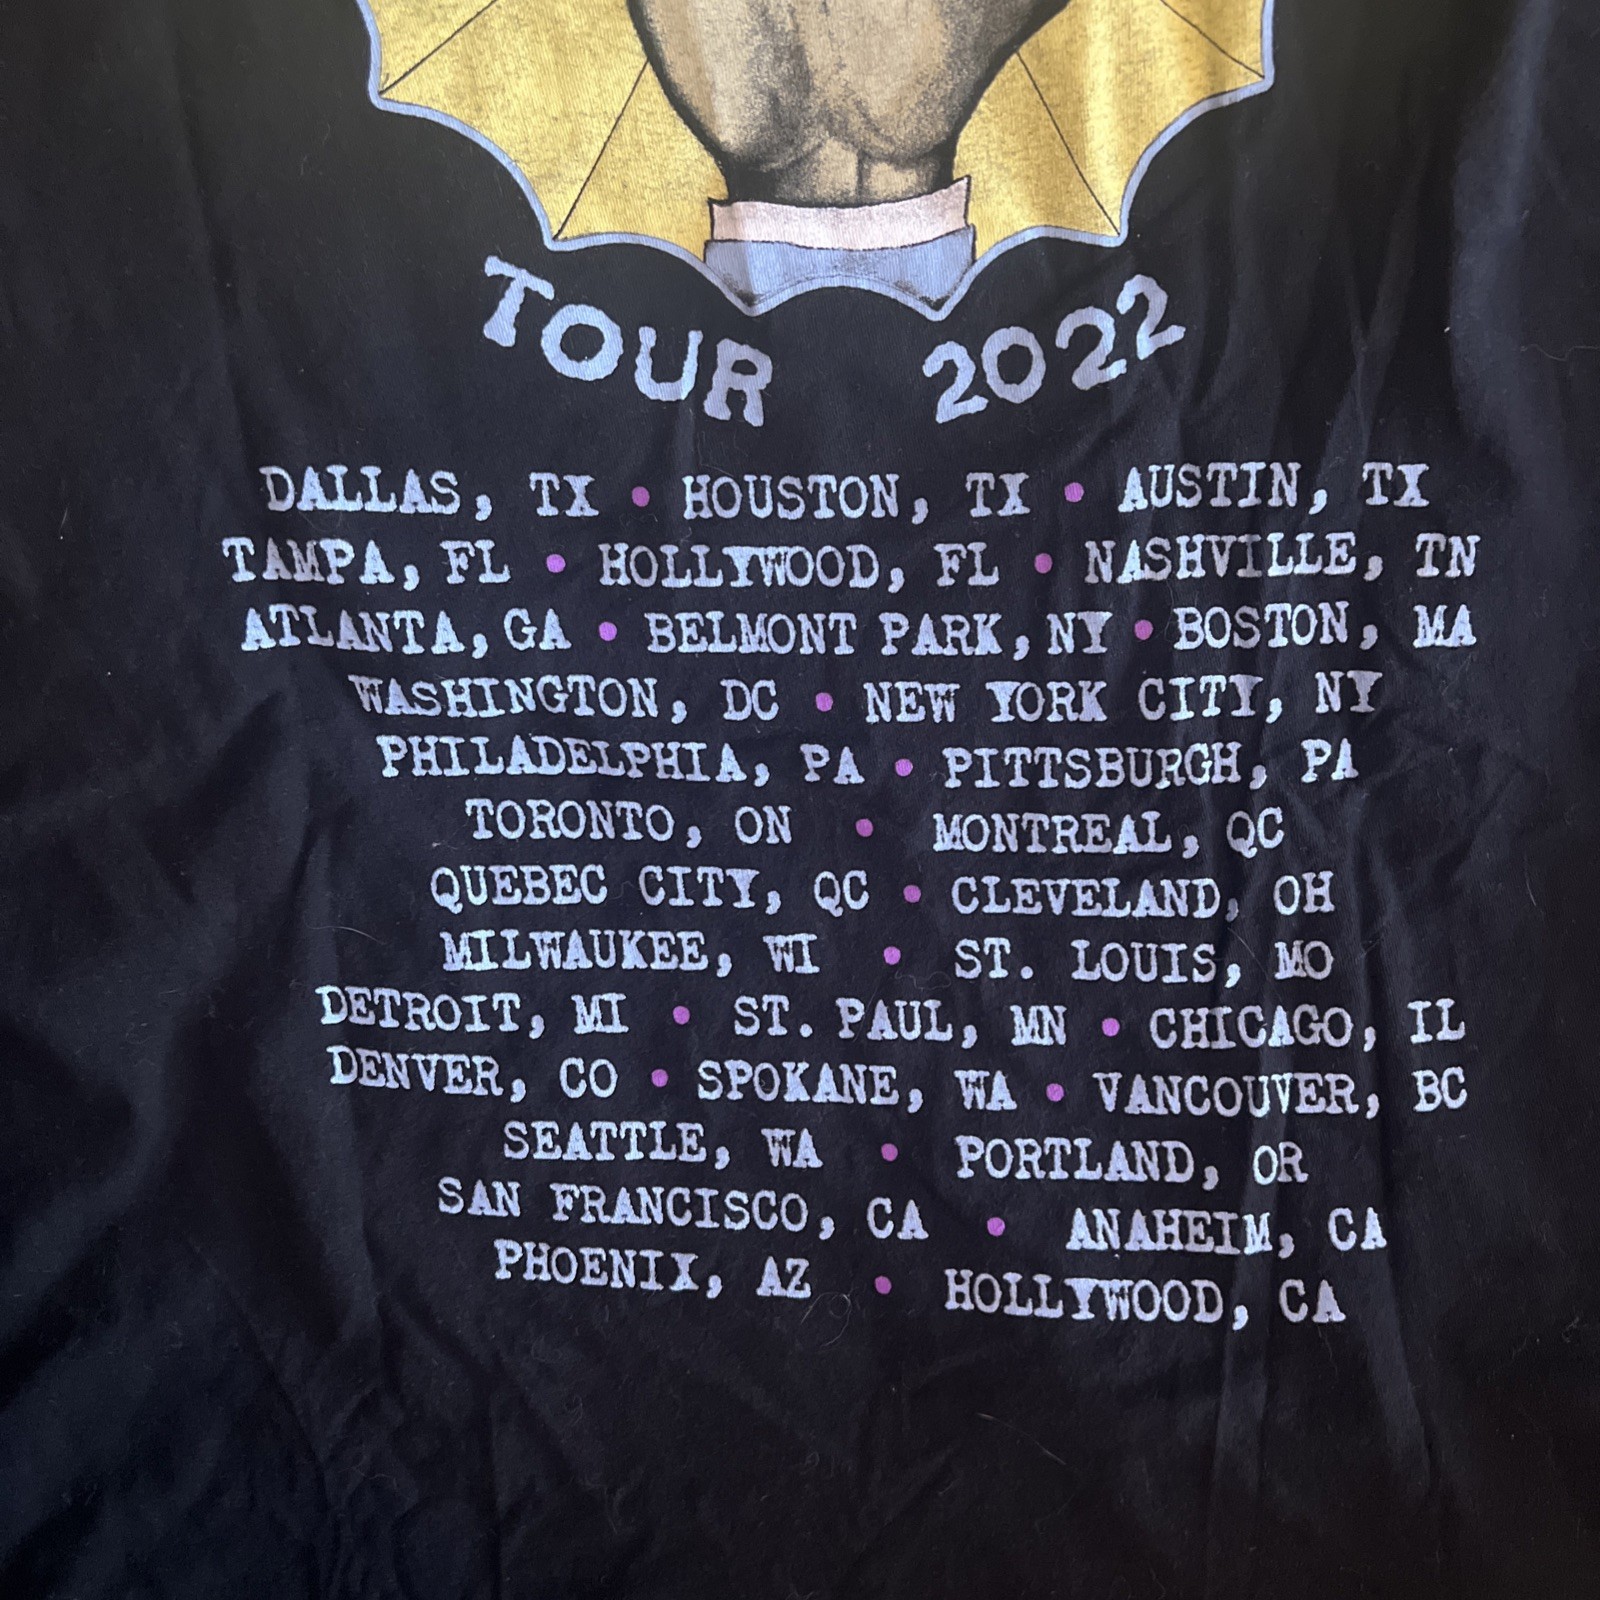 TOUR 2022
DALLAS, TX • HOUSTON, TX • AUSTIN, TX
TAMPA, FL • HOLLYWOOD, FL • NASHVILLE, TN
ATLANTA, GA • BELMONT PARK, NY • BOSTON, MA
WASHINGTON, DC • NEW YORK CITY, NY
PHILADELPHIA, PA • PITTSBURGH, PA
TORONTO, ON • MONTREAL, QC
QUEBEC CITY, QC • CLEVELAND, OH
MILWAUKEE, WI • ST. LOUIS, MO
DETROIT, MI • ST. PAUL, MN • CHICAGO, IL
DENVER, CO • SPOKANE, WA • VANCOUVER, BC
SEATTLE, WA • PORTLAND, OR
SAN FRANCISCO, CA • ANAHEIM, CA
PHOENIX, AZ • HOLLYWOOD, CA